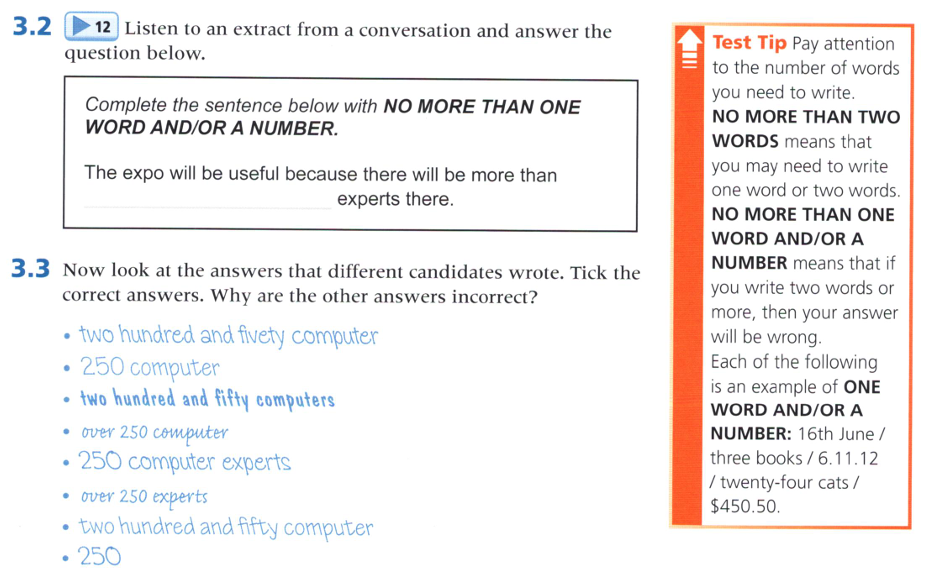 3.2 12 Listen to an extract from a conversation and answer the
question below.
Complete the sentence below with NO MORE THAN ONE
WORD AND/OR A NUMBER.
The expo will be useful because there will be more than
experts there.
3.3 Now look at the answers that different candidates wrote. Tick the
correct answers. Why are the other answers incorrect?
• two hundred and fivety computer
• 250 computer
• two hundred and fifty computers
• over 250 computer
• 250 computer experts
• over 250 experts
• two hundred and fifty computer
• 250
Test Tip Pay attention
to the number of words
you need to write.
NO MORE THAN TWO
WORDS means that
you may need to write
one word or two words.
NO MORE THAN ONE
WORD AND/OR A
NUMBER means that if
you write two words or
more, then your answer
will be wrong.
Each of the following
is an example of ONE
WORD AND/OR A
NUMBER: 16th June /
three books / 6.11.12
/ twenty-four cats /
$450.50.